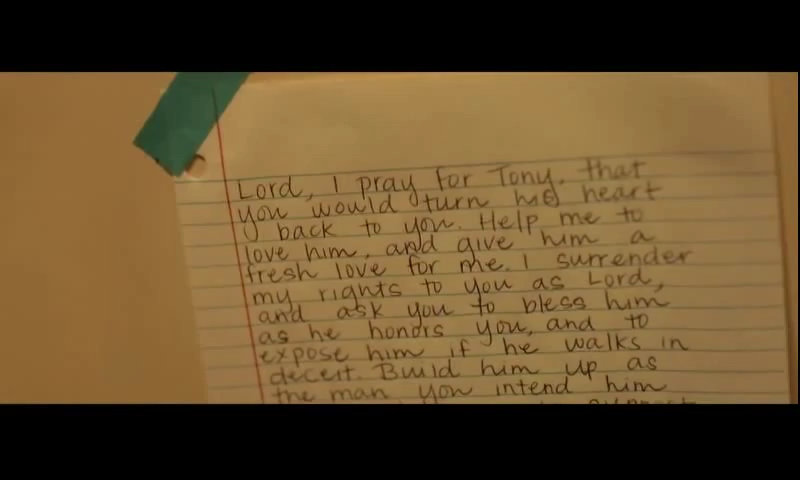 Lord, I pray for Tony, that
you would turn his heart
back to you. Help me to
love him, and give him a
fresh love for me. I surrender
my rights to you as Lord,
and ask you to bless him
as he honors you, and to
expose him if he walks in
deceit. Build him up as
the man you intend him